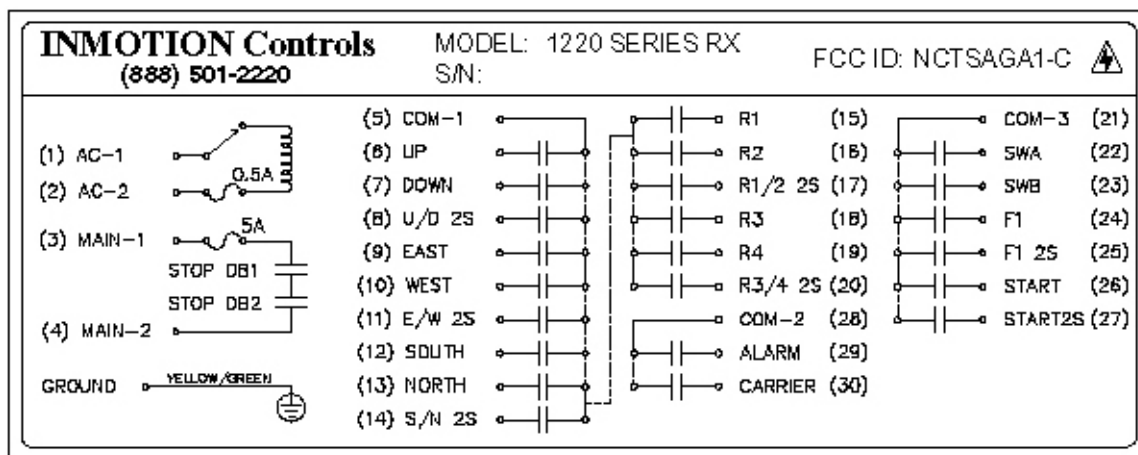 INMOTION Controls
(888) 501-2220
MODEL: 1220 SERIES RX
S/N:
FCC ID: NCTSAGA1-C
(1) AC-1
(2) AC-2
0.5A
(3) MAIN-1
5A
STOP DB1
STOP DB2
(4) MAIN-2
GROUND
YELLOW/GREEN
(5) COM-1
(6) UP
(7) DOWN
(8) U/D 2S
(9) EAST
(10) WEST
(11) E/W 2S
(12) SOUTH
(13) NORTH
(14) S/N 2S
R1 (15)
R2 (16)
R1/2 2S (17)
R3 (18)
R4 (19)
R3/4 2S (20)
COM-2 (28)
ALARM (29)
CARRIER (30)
COM-3 (21)
SWA (22)
SWB (23)
F1 (24)
F1 2S (25)
START (26)
START2S (27)